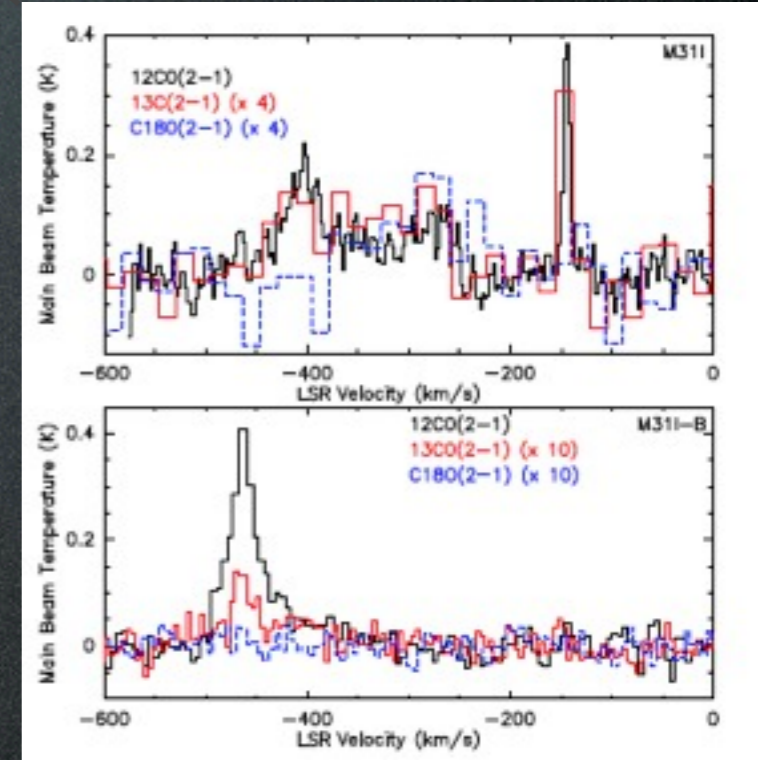 0.4
M31I
12CO(2-1)
13C(2-1) (x 4)
C18O(2-1) (x 4)
0.2
0
Main Beam Temperature (K)
-600 -400 -200 0
LSR Velocity (km/s)
12CO(2-1) M31I-B
0.4
13CO(2-1) (x 10)
C18O(2-1) (x 10)
0.2
0
Main Beam Temperature (K)
-600 -400 -200 0
LSR Velocity (km/s)